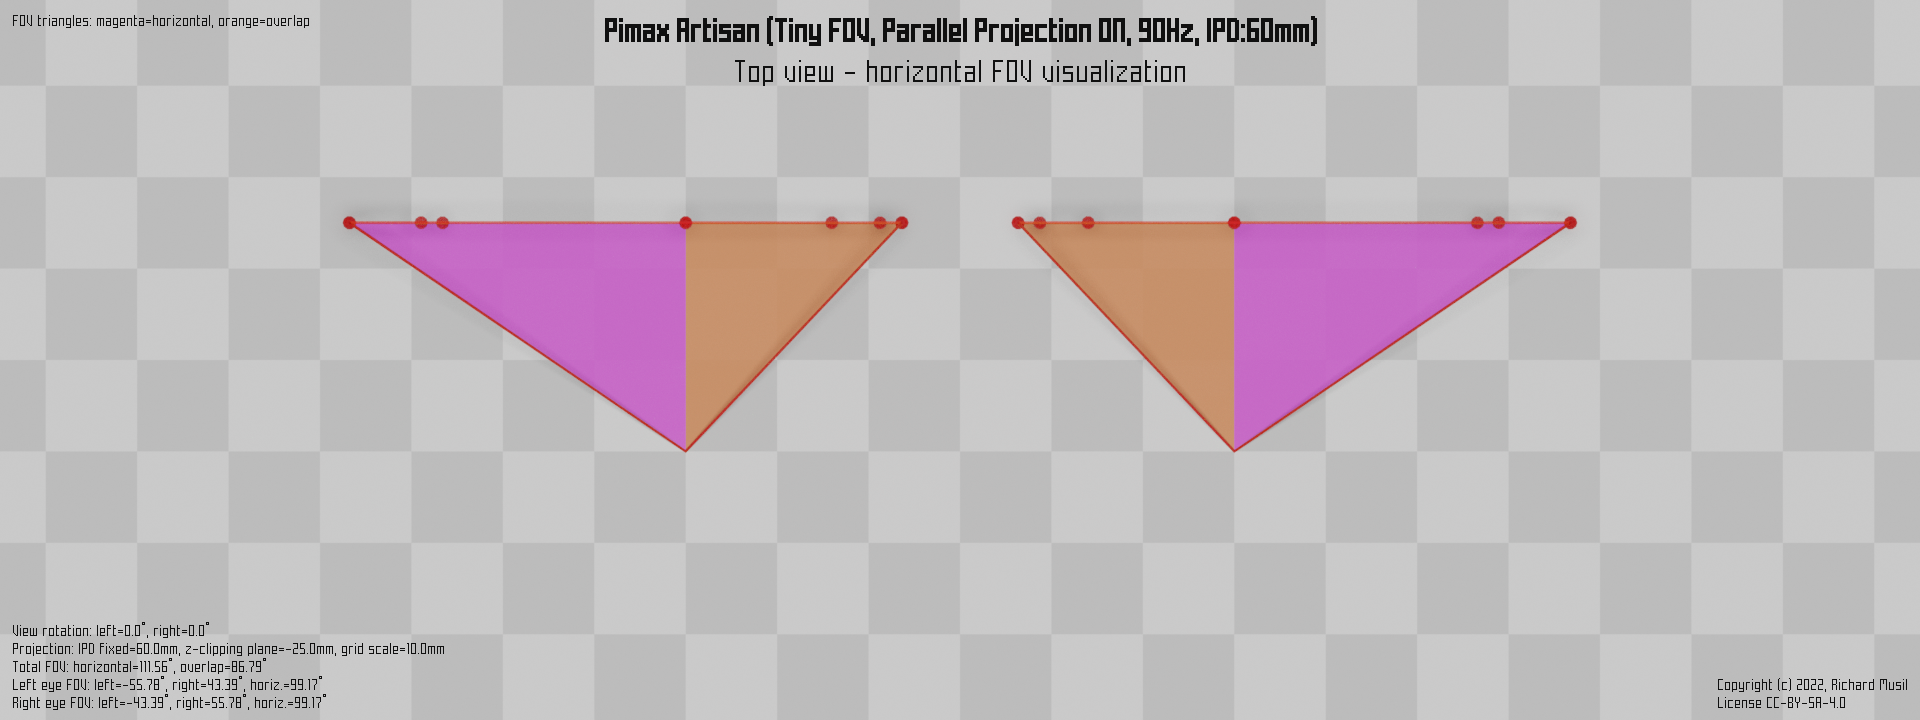 FOV triangles: magenta=horizontal, orange=overlap
Pimax Artisan (Tiny FOV, Parallel Projection ON, 90Hz, IPD:60mm)
Top view - horizontal FOV visualization
View rotation: left=0.0°, right=0.0°
Projection: IPD fixed=60.0mm, z-clipping plane=-25.0mm, grid scale=10.0mm
Total FOV: horizontal=111.56°, overlap=86.79°
Left eye FOV: left=-55.78°, right=43.39°, horiz.=99.17°
Right eye FOV: left=-43.39°, right=55.78°, horiz.=99.17°
Copyright (c) 2022, Richard Musil
License CC-BY-SA-4.0